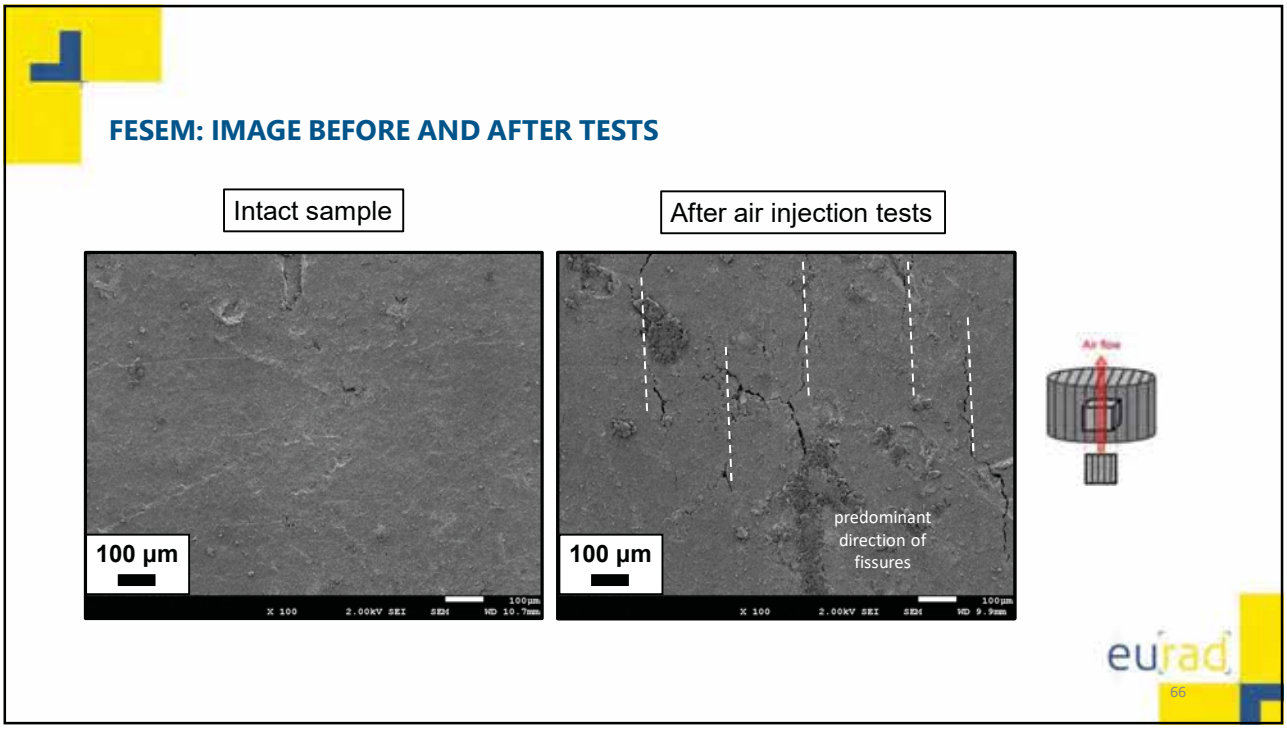 FESEM: IMAGE BEFORE AND AFTER TESTS
Intact sample
After air injection tests
100 µm
X 100 2.00kV SEI SEM WD 10.7mm
100µm
predominant
direction of
fissures
100 µm
X 100 2.00kV SEI SEM WD 9.9mm
100µm
Air flow
eurad
66